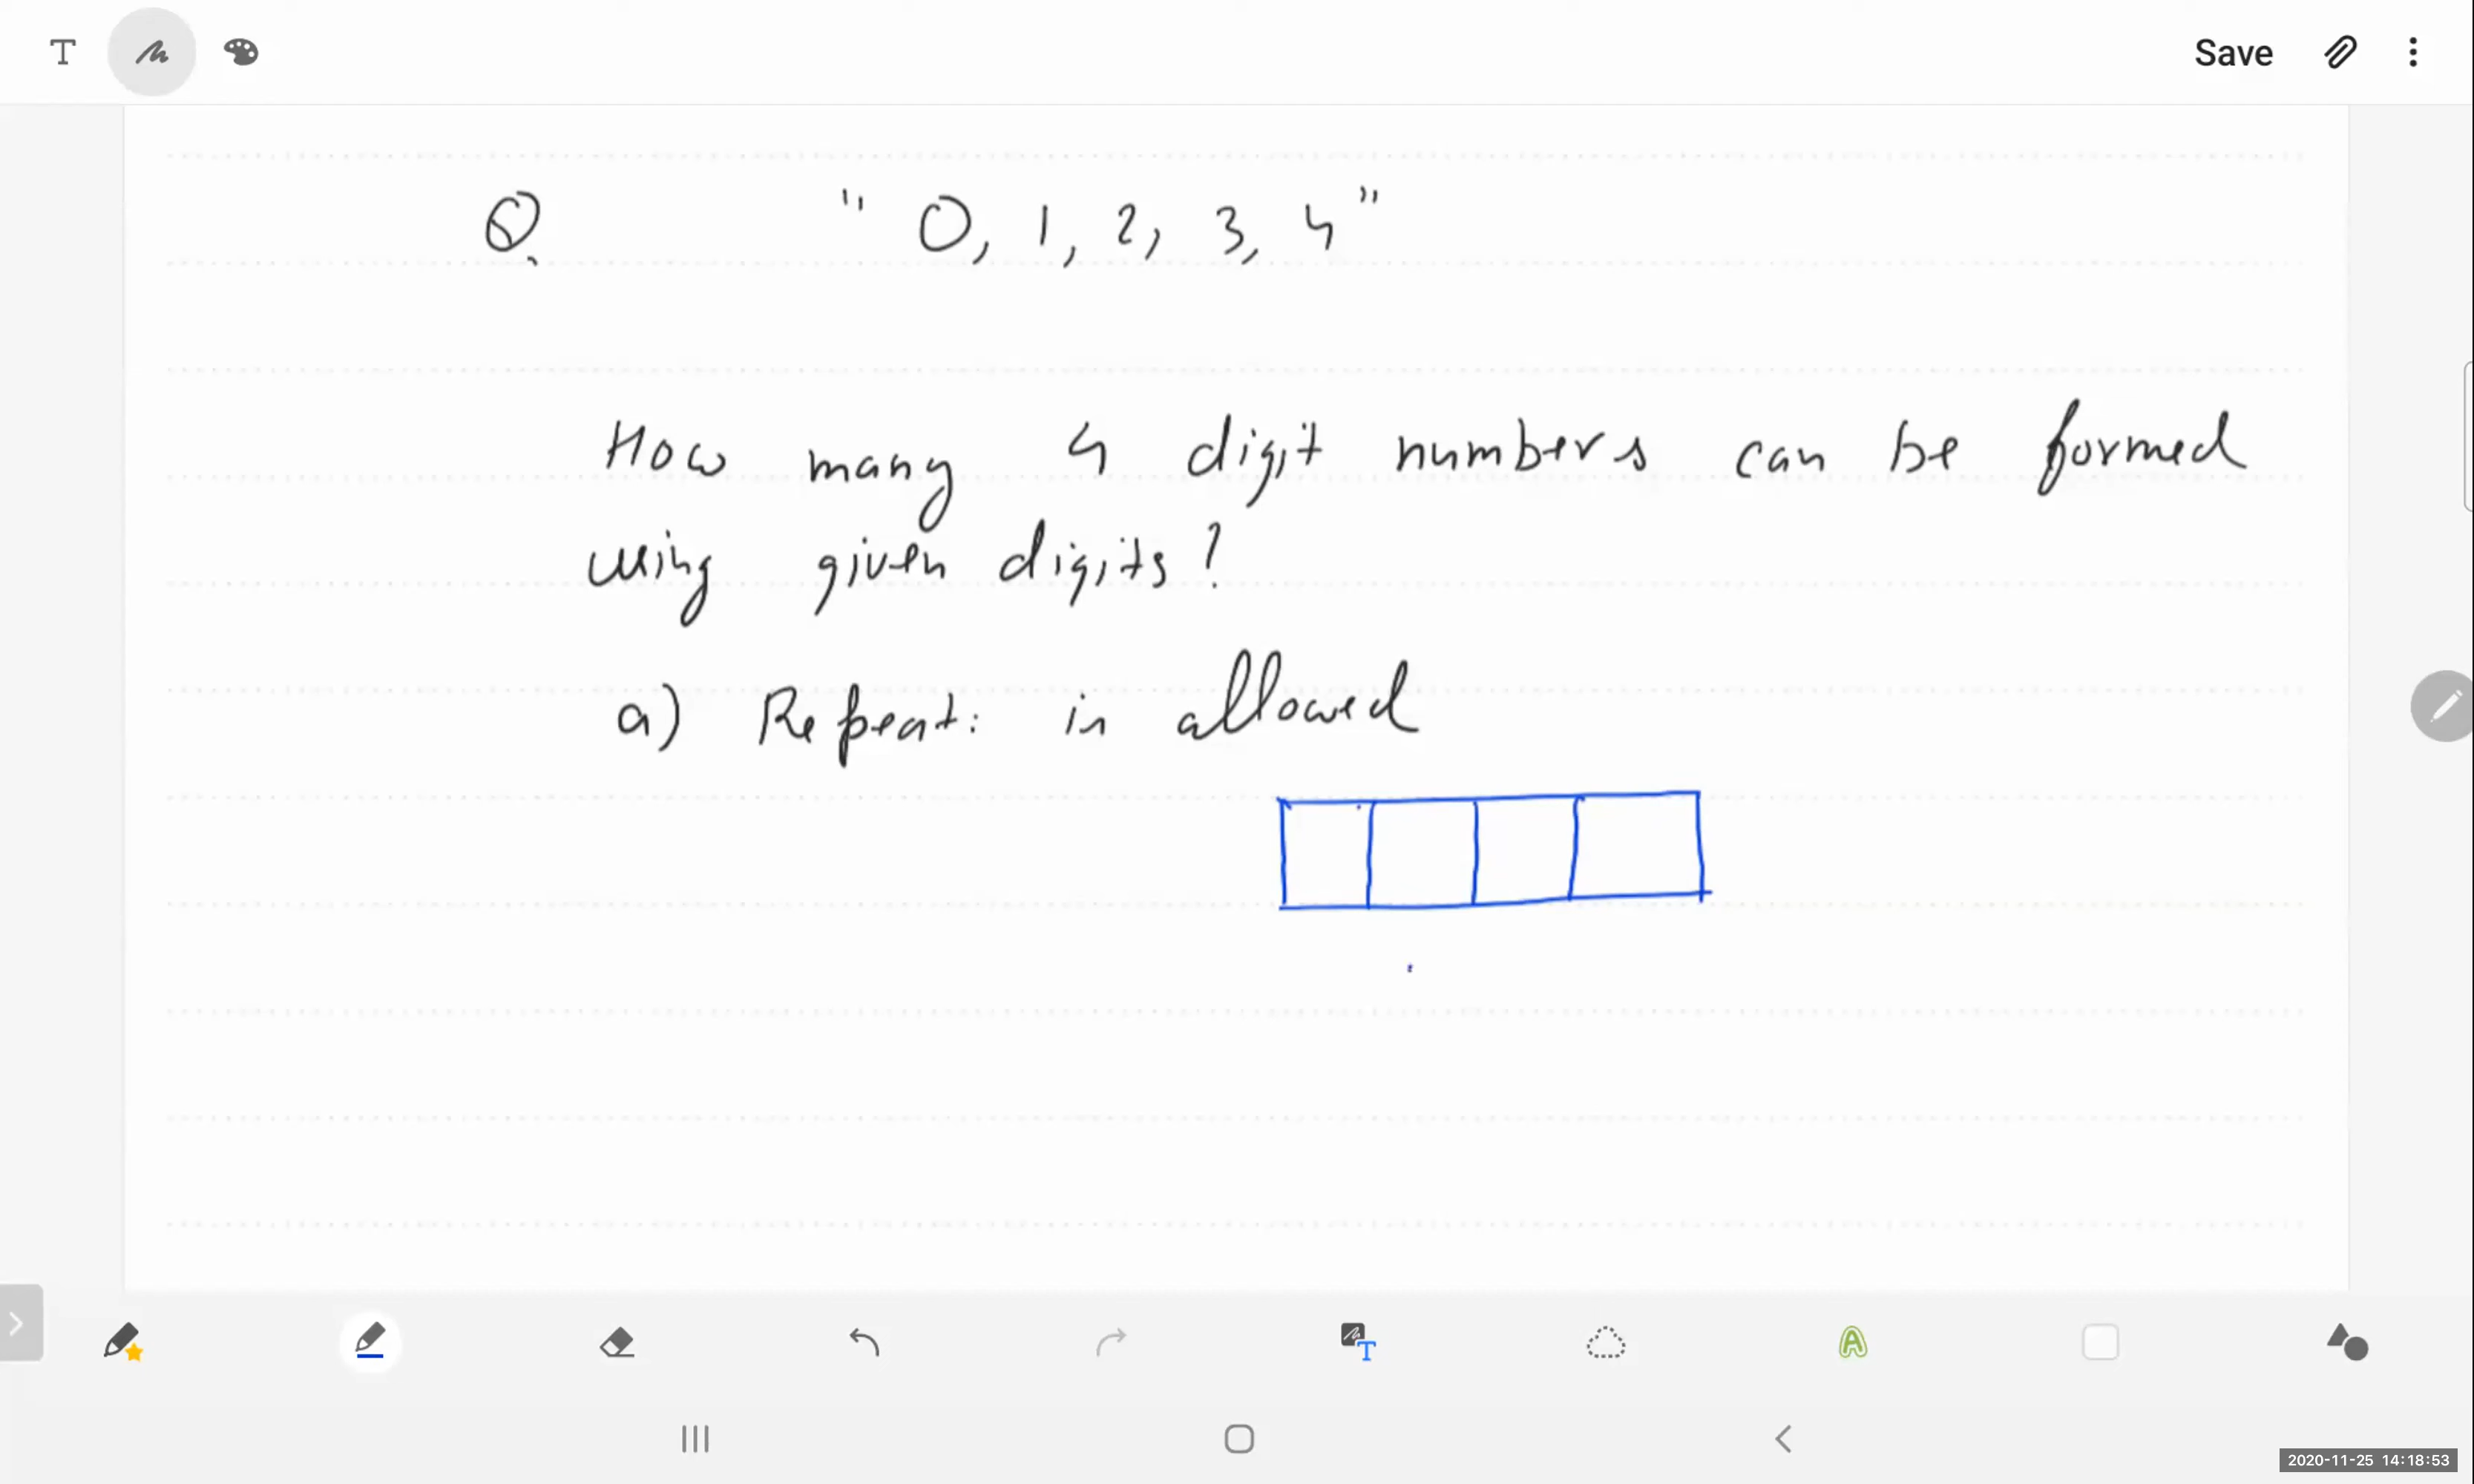 T Save
Q. " 0, 1, 2, 3, 4 "
How many 4 digit numbers can be formed
using given digits?
a) Repeat: is allowed
A
2020-11-25 14:18:53